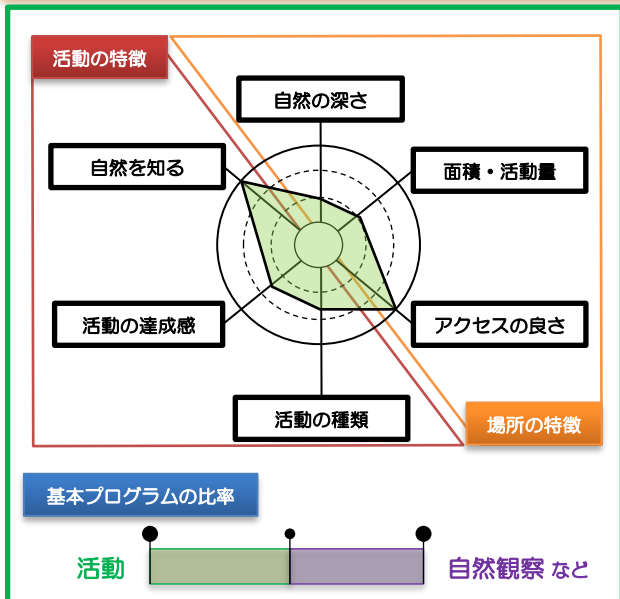 活動の特徴
自然の深さ
自然を知る
面積・活動量
活動の達成感
アクセスの良さ
活動の種類
場所の特徴
基本プログラムの比率
活動
自然観察 など